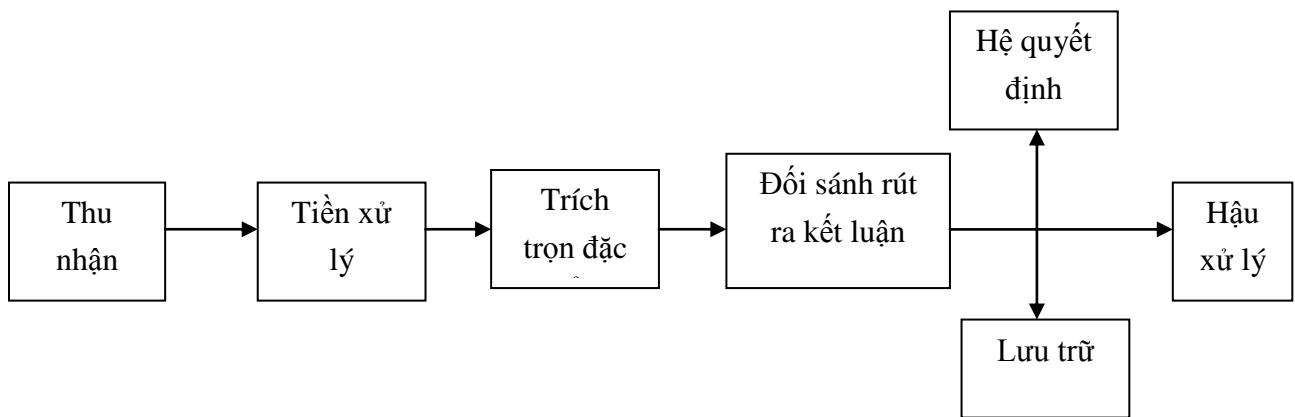 Thu
nhận
Tiền xử
lý
Trích
trọn đặc
Đối sánh rút
ra kết luận
Hệ quyết
định
Hậu
xử lý
Lưu trữ